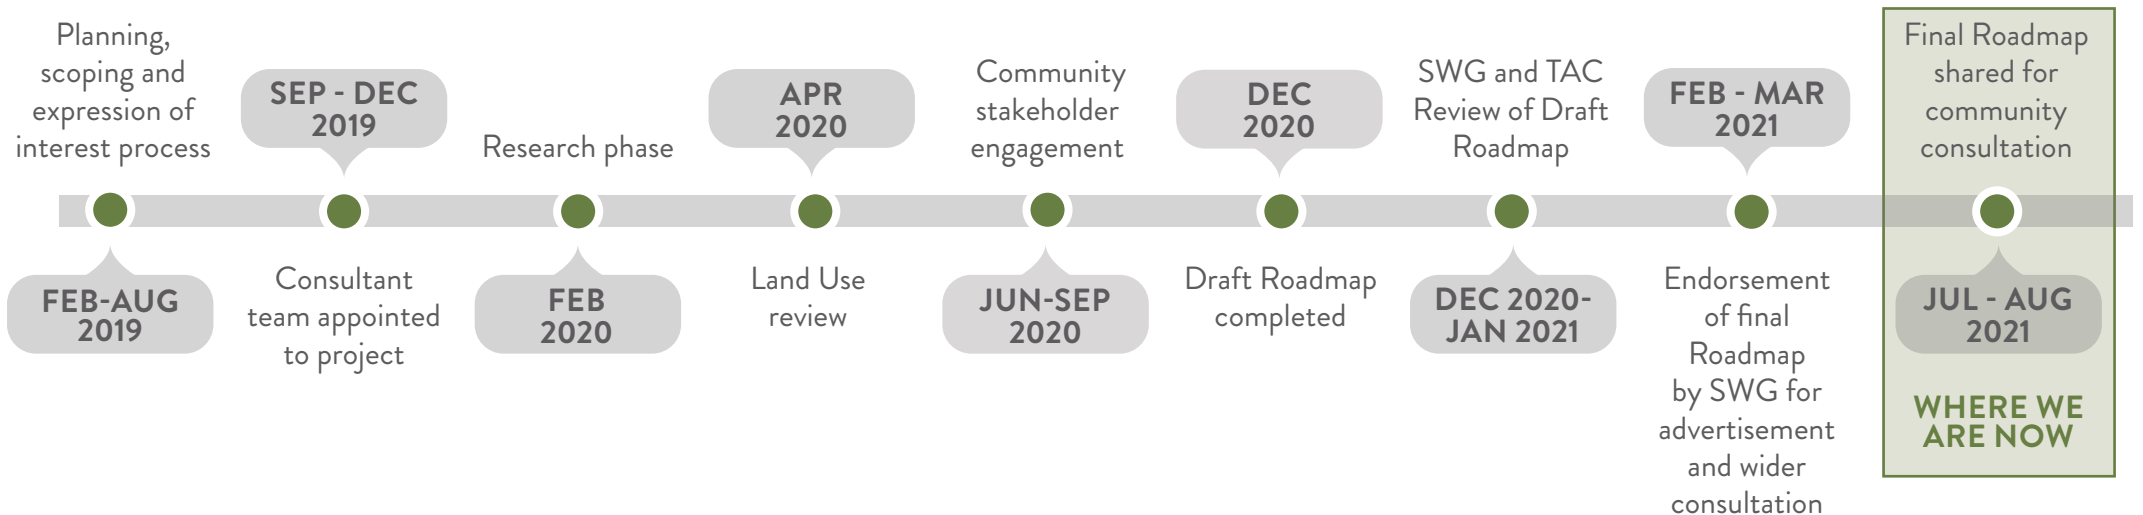 Planning,
scoping and
expression of
interest process
FEB-AUG
2019
SEP - DEC
2019
Consultant
team appointed
to project
Research phase
FEB
2020
APR
2020
Land Use
review
Community
stakeholder
engagement
JUN-SEP
2020
DEC
2020
Draft Roadmap
completed
SWG and TAC
Review of Draft
Roadmap
DEC 2020-
JAN 2021
FEB - MAR
2021
Endorsement
of final
Roadmap
by SWG for
advertisement
and wider
consultation
Final Roadmap
shared for
community
consultation
JUL - AUG
2021
WHERE WE
ARE NOW